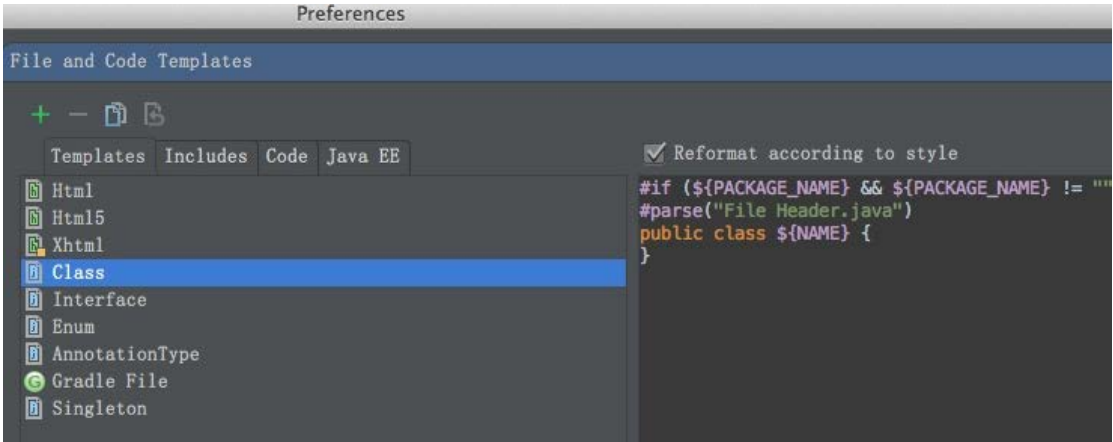 Preferences
File and Code Templates
Templates Includes Code Java EE
Reformat according to style
Html
Html5
Xhtml
Class
Interface
Enum
AnnotationType
Gradle File
Singleton
#if (${PACKAGE_NAME} && ${PACKAGE_NAME} != ""
#parse("File Header.java")
public class ${NAME} {
}